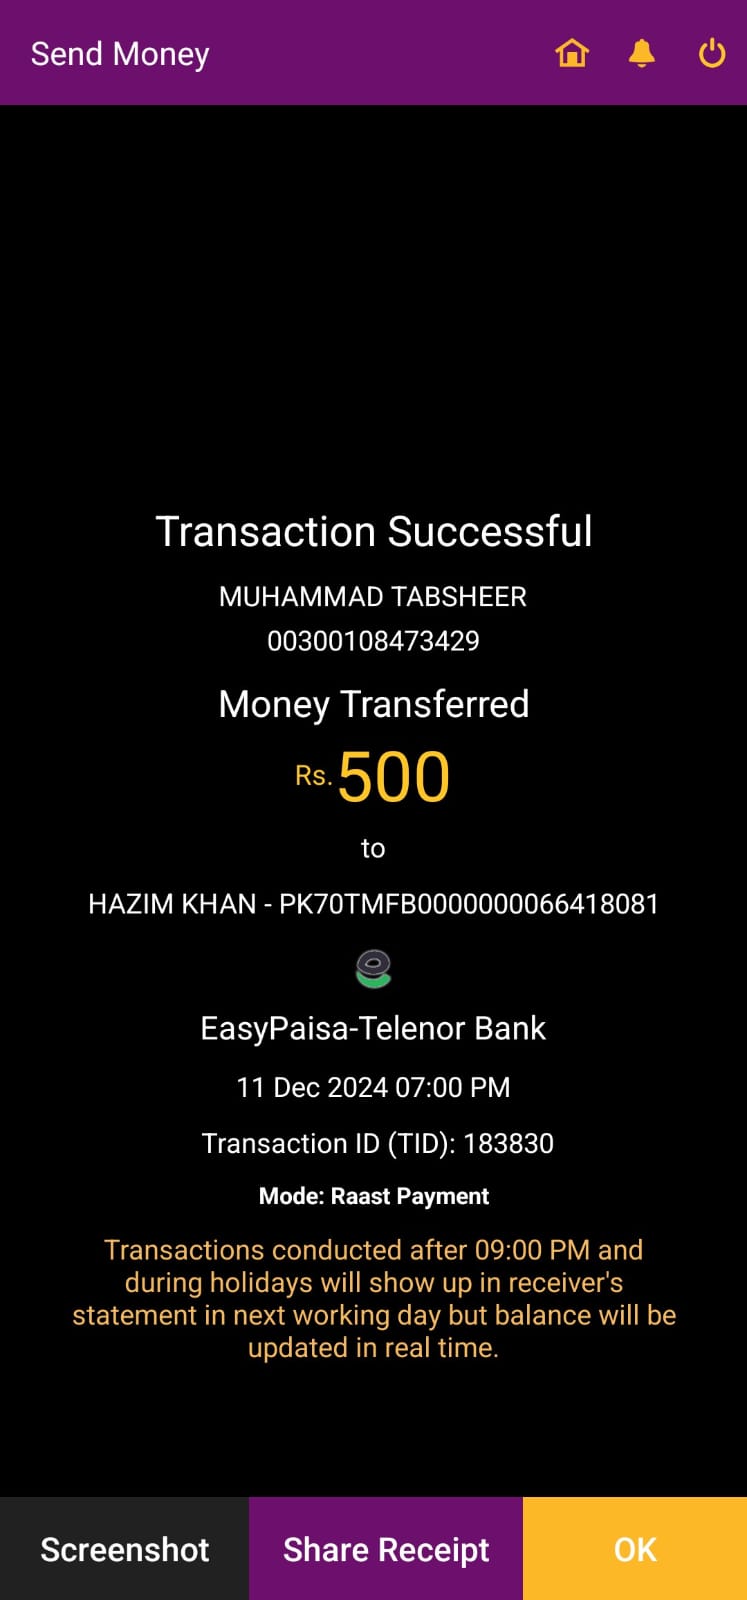 Send Money
Transaction Successful
MUHAMMAD TABSHEER
00300108473429
Money Transferred
Rs.500
to
HAZIM KHAN - PK70TMFB0000000066418081
EasyPaisa-Telenor Bank
11 Dec 2024 07:00 PM
Transaction ID (TID): 183830
Mode: Raast Payment
Transactions conducted after 09:00 PM and
during holidays will show up in receiver's
statement in next working day but balance will be
updated in real time.
Screenshot
Share Receipt
OK